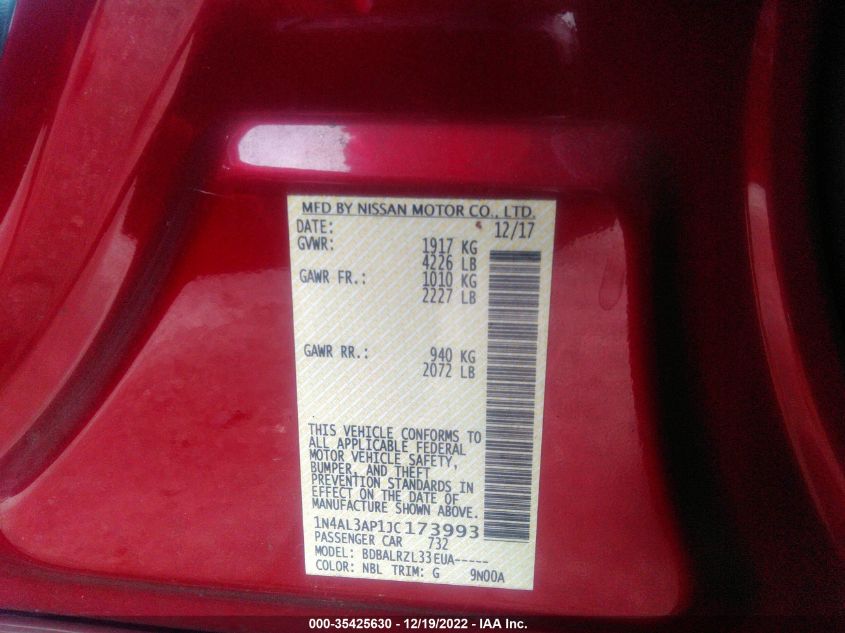 MFD BY NISSAN MOTOR CO., LTD.
DATE: 12/17
GVWR: 1917 KG
4226 LB
GAWR FR.: 1010 KG
2227 LB
GAWR RR.: 940 KG
2072 LB
THIS VEHICLE CONFORMS TO
ALL APPLICABLE FEDERAL
MOTOR VEHICLE SAFETY,
BUMPER, AND THEFT
PREVENTION STANDARDS IN
EFFECT ON THE DATE OF
MANUFACTURE SHOWN ABOVE.
1N4AL3AP1JC173993
PASSENGER CAR 732
MODEL: BDBALRZL33EUA-----
COLOR: NBL TRIM: G 9N00A
000-35425630 - 12/19/2022 - IAA Inc.